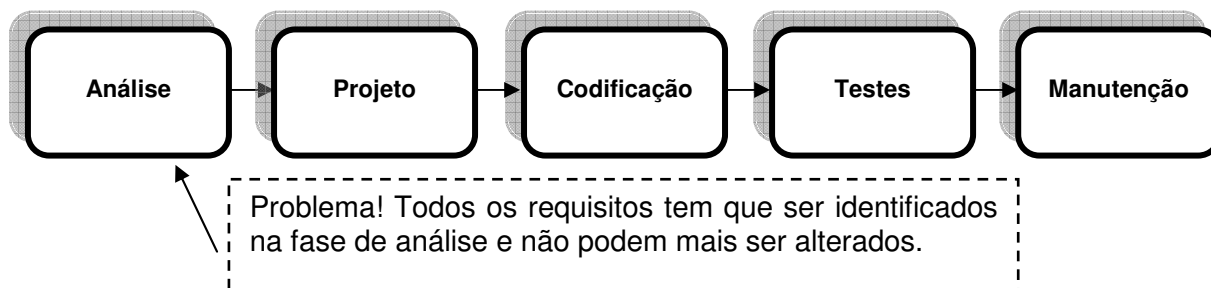 Análise Projeto Codificação Testes Manutenção
Problema! Todos os requisitos tem que ser identificados
na fase de análise e não podem mais ser alterados.